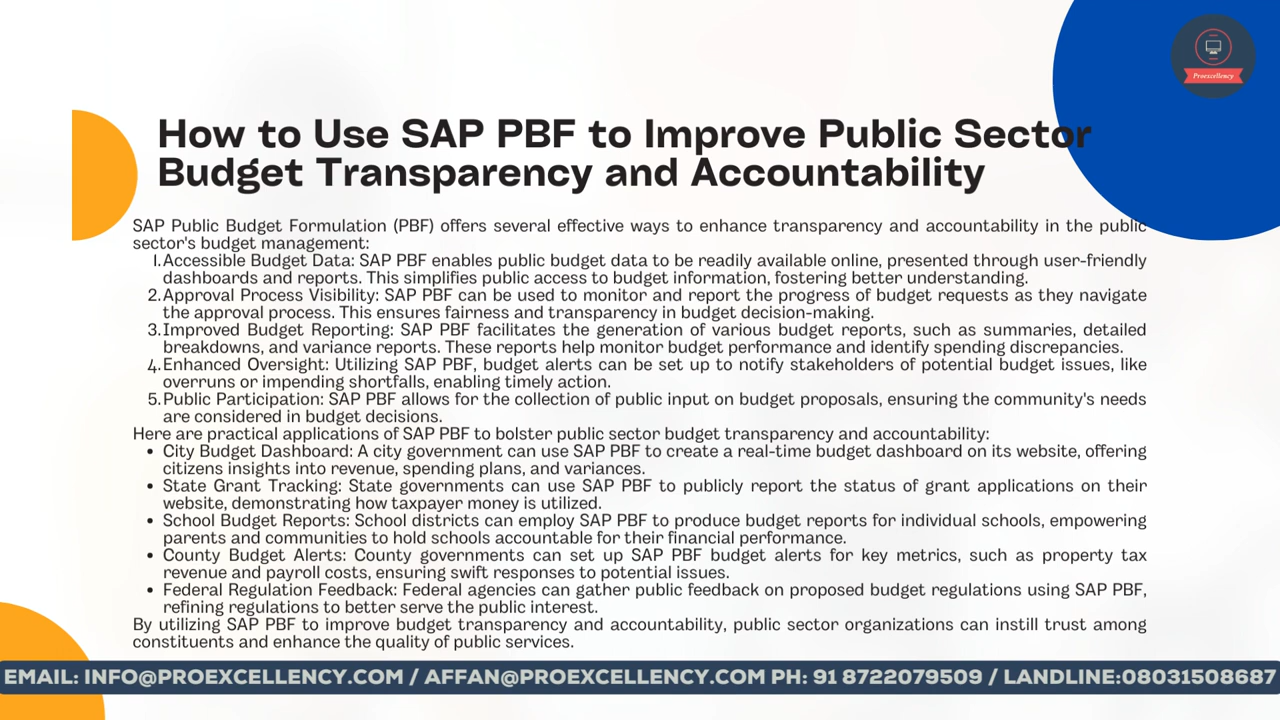 Proexcellency
How to Use SAP PBF to Improve Public Sector
Budget Transparency and Accountability
SAP Public Budget Formulation (PBF) offers several effective ways to enhance transparency and accountability in the public
sector's budget management:
1. Accessible Budget Data: SAP PBF enables public budget data to be readily available online, presented through user-friendly
dashboards and reports. This simplifies public access to budget information, fostering better understanding.
2. Approval Process Visibility: SAP PBF can be used to monitor and report the progress of budget requests as they navigate
the approval process. This ensures fairness and transparency in budget decision-making.
3. Improved Budget Reporting: SAP PBF facilitates the generation of various budget reports, such as summaries, detailed
breakdowns, and variance reports. These reports help monitor budget performance and identify spending discrepancies.
4. Enhanced Oversight: Utilizing SAP PBF, budget alerts can be set up to notify stakeholders of potential budget issues, like
overruns or impending shortfalls, enabling timely action.
5. Public Participation: SAP PBF allows for the collection of public input on budget proposals, ensuring the community's needs
are considered in budget decisions.
Here are practical applications of SAP PBF to bolster public sector budget transparency and accountability:
• City Budget Dashboard: A city government can use SAP PBF to create a real-time budget dashboard on its website, offering
citizens insights into revenue, spending plans, and variances.
• State Grant Tracking: State governments can use SAP PBF to publicly report the status of grant applications on their
website, demonstrating how taxpayer money is utilized.
• School Budget Reports: School districts can employ SAP PBF to produce budget reports for individual schools, empowering
parents and communities to hold schools accountable for their financial performance.
• County Budget Alerts: County governments can set up SAP PBF budget alerts for key metrics, such as property tax
revenue and payroll costs, ensuring swift responses to potential issues.
• Federal Regulation Feedback: Federal agencies can gather public feedback on proposed budget regulations using SAP PBF,
refining regulations to better serve the public interest.
By utilizing SAP PBF to improve budget transparency and accountability, public sector organizations can instill trust among
constituents and enhance the quality of public services.
EMAIL: INFO@PROEXCELLENCY.COM / AFFAN@PROEXCELLENCY.COM PH: 91 8722079509 / LANDLINE:08031508687